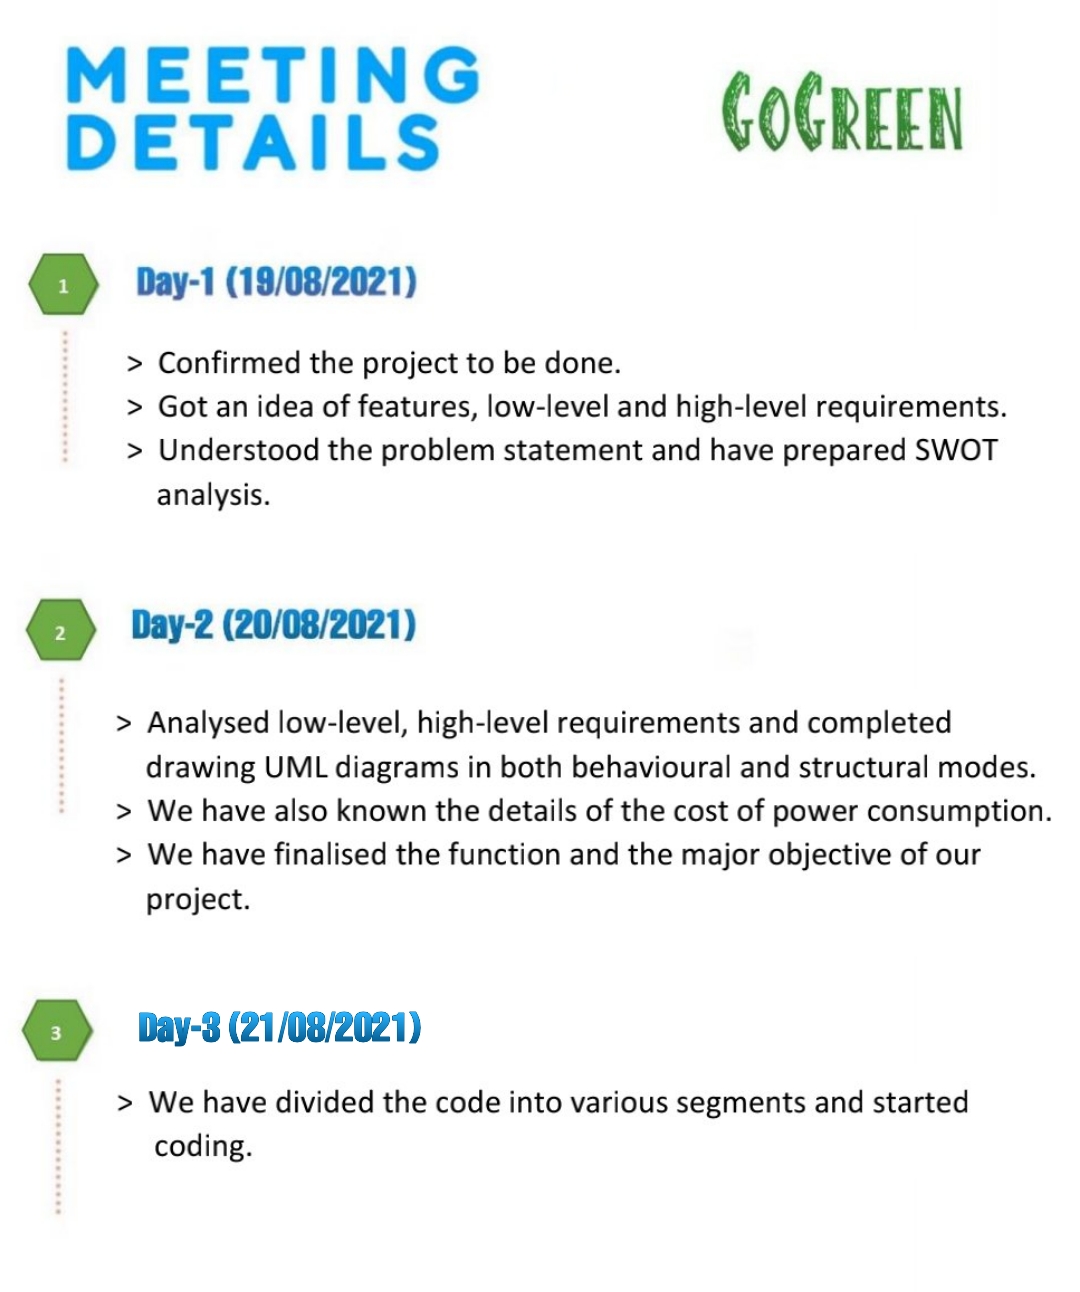 MEETING
DETAILS
GOGREEN
1
Day-1 (19/08/2021)
> Confirmed the project to be done.
> Got an idea of features, low-level and high-level requirements.
> Understood the problem statement and have prepared SWOT
analysis.
2
Day-2 (20/08/2021)
> Analysed low-level, high-level requirements and completed
drawing UML diagrams in both behavioural and structural modes.
> We have also known the details of the cost of power consumption.
> We have finalised the function and the major objective of our
project.
3
Day-3 (21/08/2021)
> We have divided the code into various segments and started
coding.